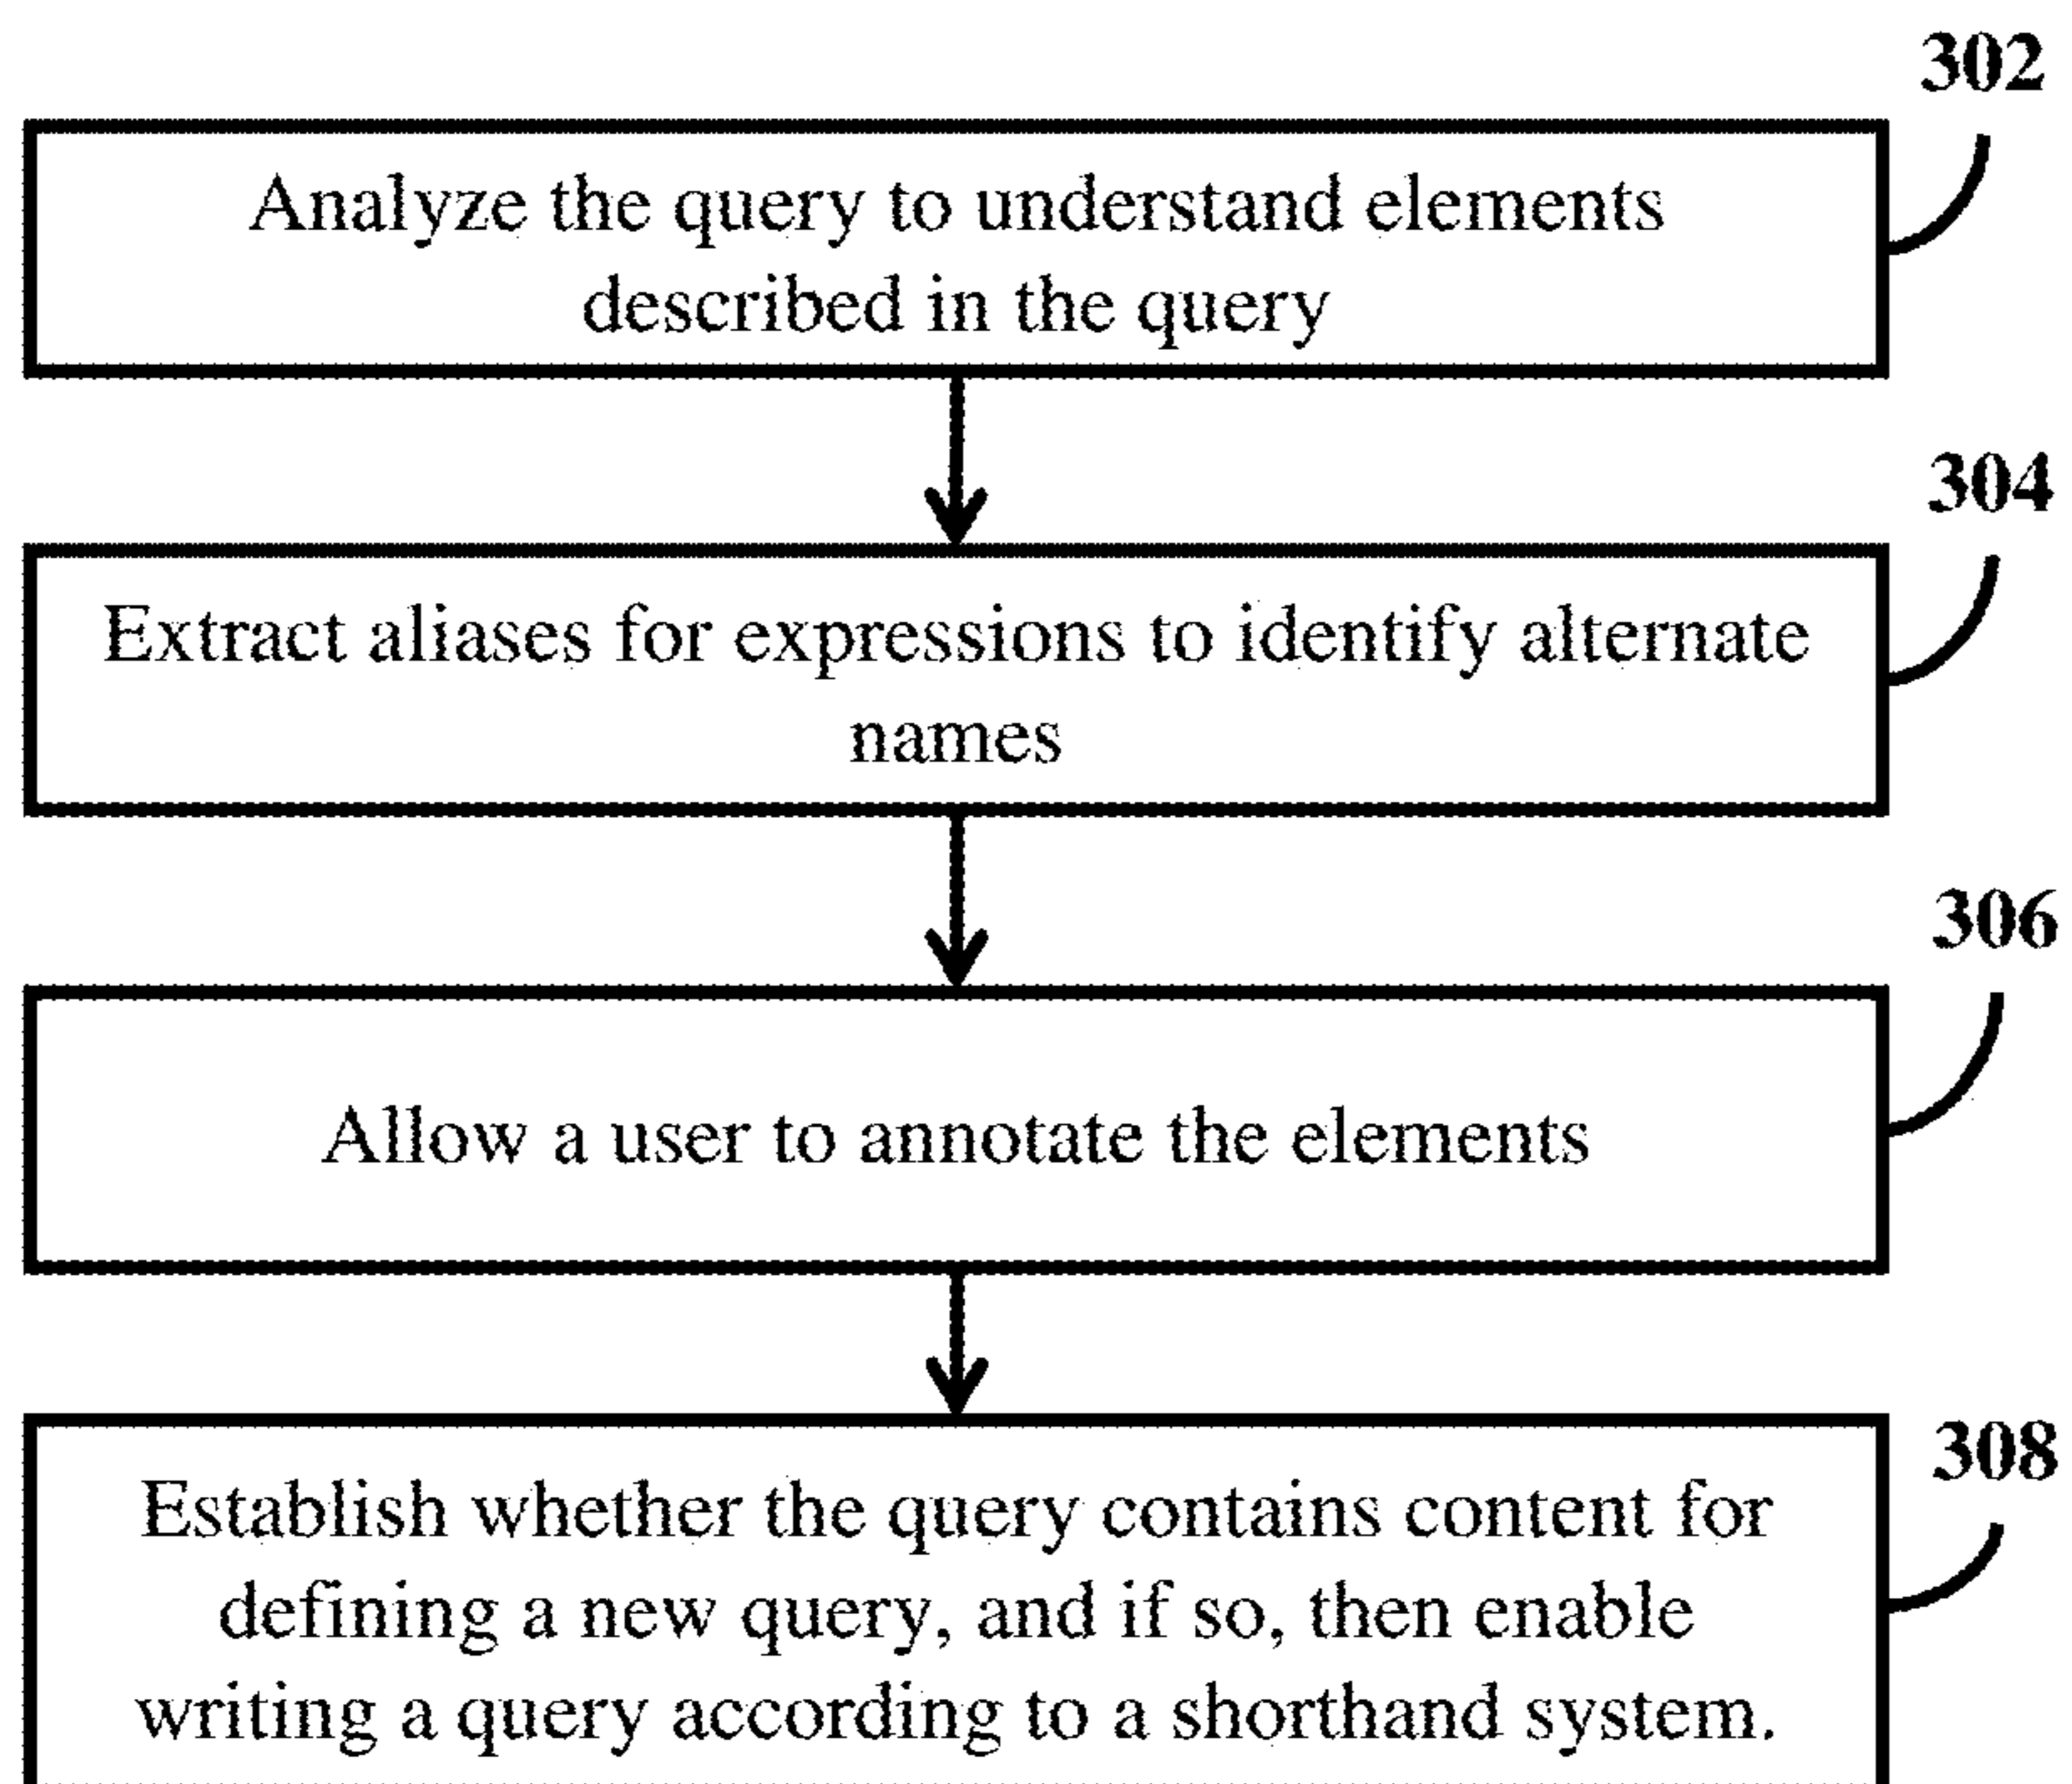 302
Analyze the query to understand elements
described in the query
304
Extract aliases for expressions to identify alternate
names
306
Allow a user to annotate the elements
308
Establish whether the query contains content for
defining a new query, and if so, then enable
writing a query according to a shorthand system.